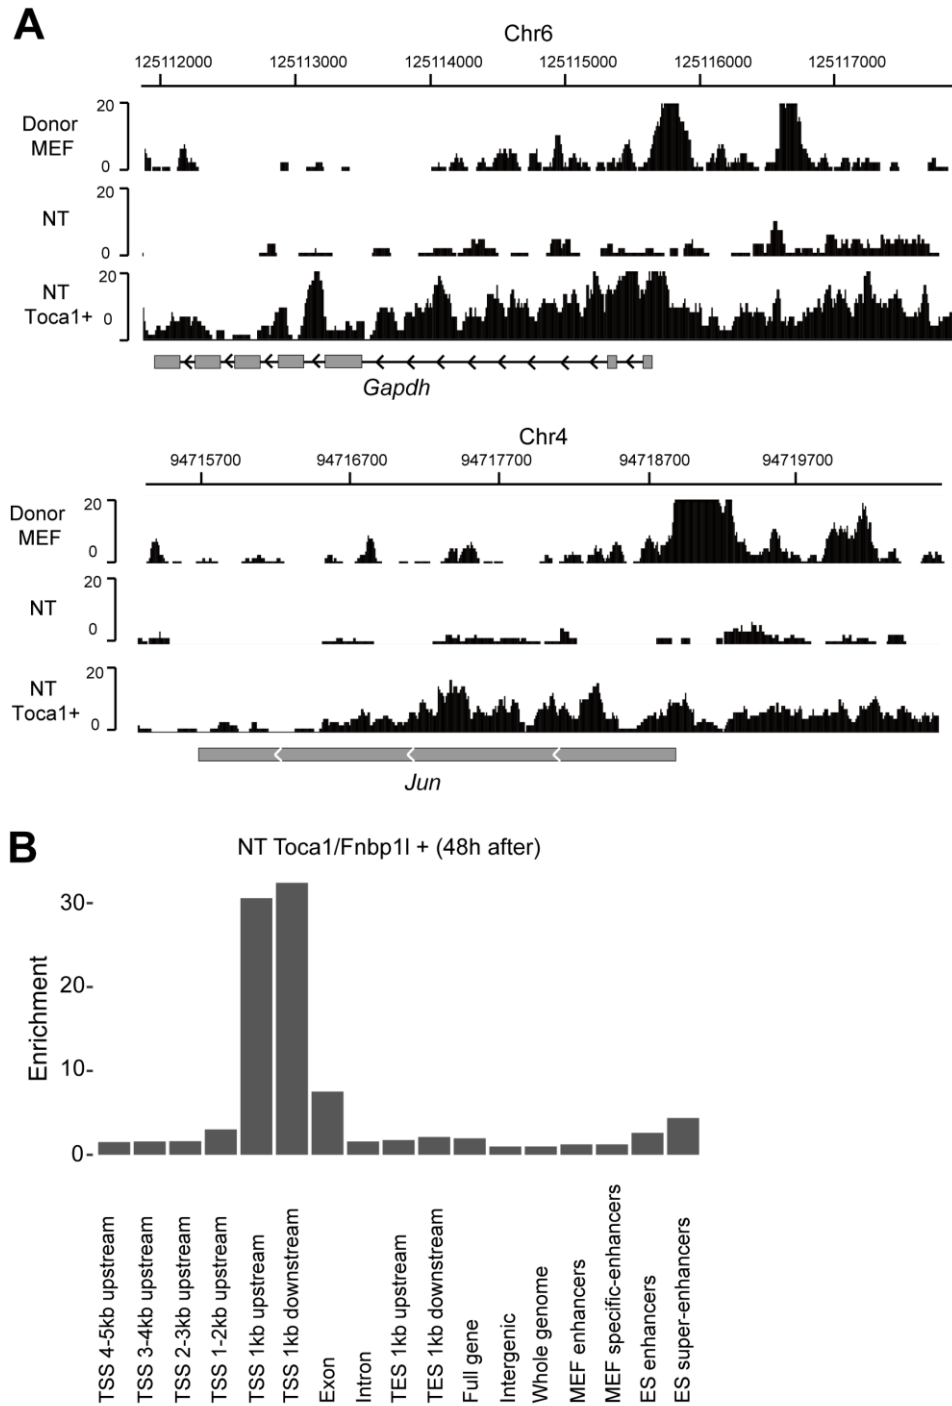 A
Chr6
125112000 125113000 125114000 125115000 125116000 125117000
Donor
MEF
20
0
NT
20
0
NT
Toca1+
20
0
Gapdh
Chr4
94715700 94716700 94717700 94718700 94719700
Donor
MEF
20
0
NT
20
0
NT
Toca1+
20
0
Jun
B
NT Toca1/Fnbp1l + (48h after)
Enrichment
30-
20-
10-
0-
TSS 4-5kb upstream
TSS 3-4kb upstream
TSS 2-3kb upstream
TSS 1-2kb upstream
TSS 1kb upstream
TSS 1kb downstream
Exon
Intron
TES 1kb upstream
TES 1kb downstream
Full gene
Intergenic
Whole genome
MEF enhancers
MEF specific-enhancers
ES enhancers
ES super-enhancers